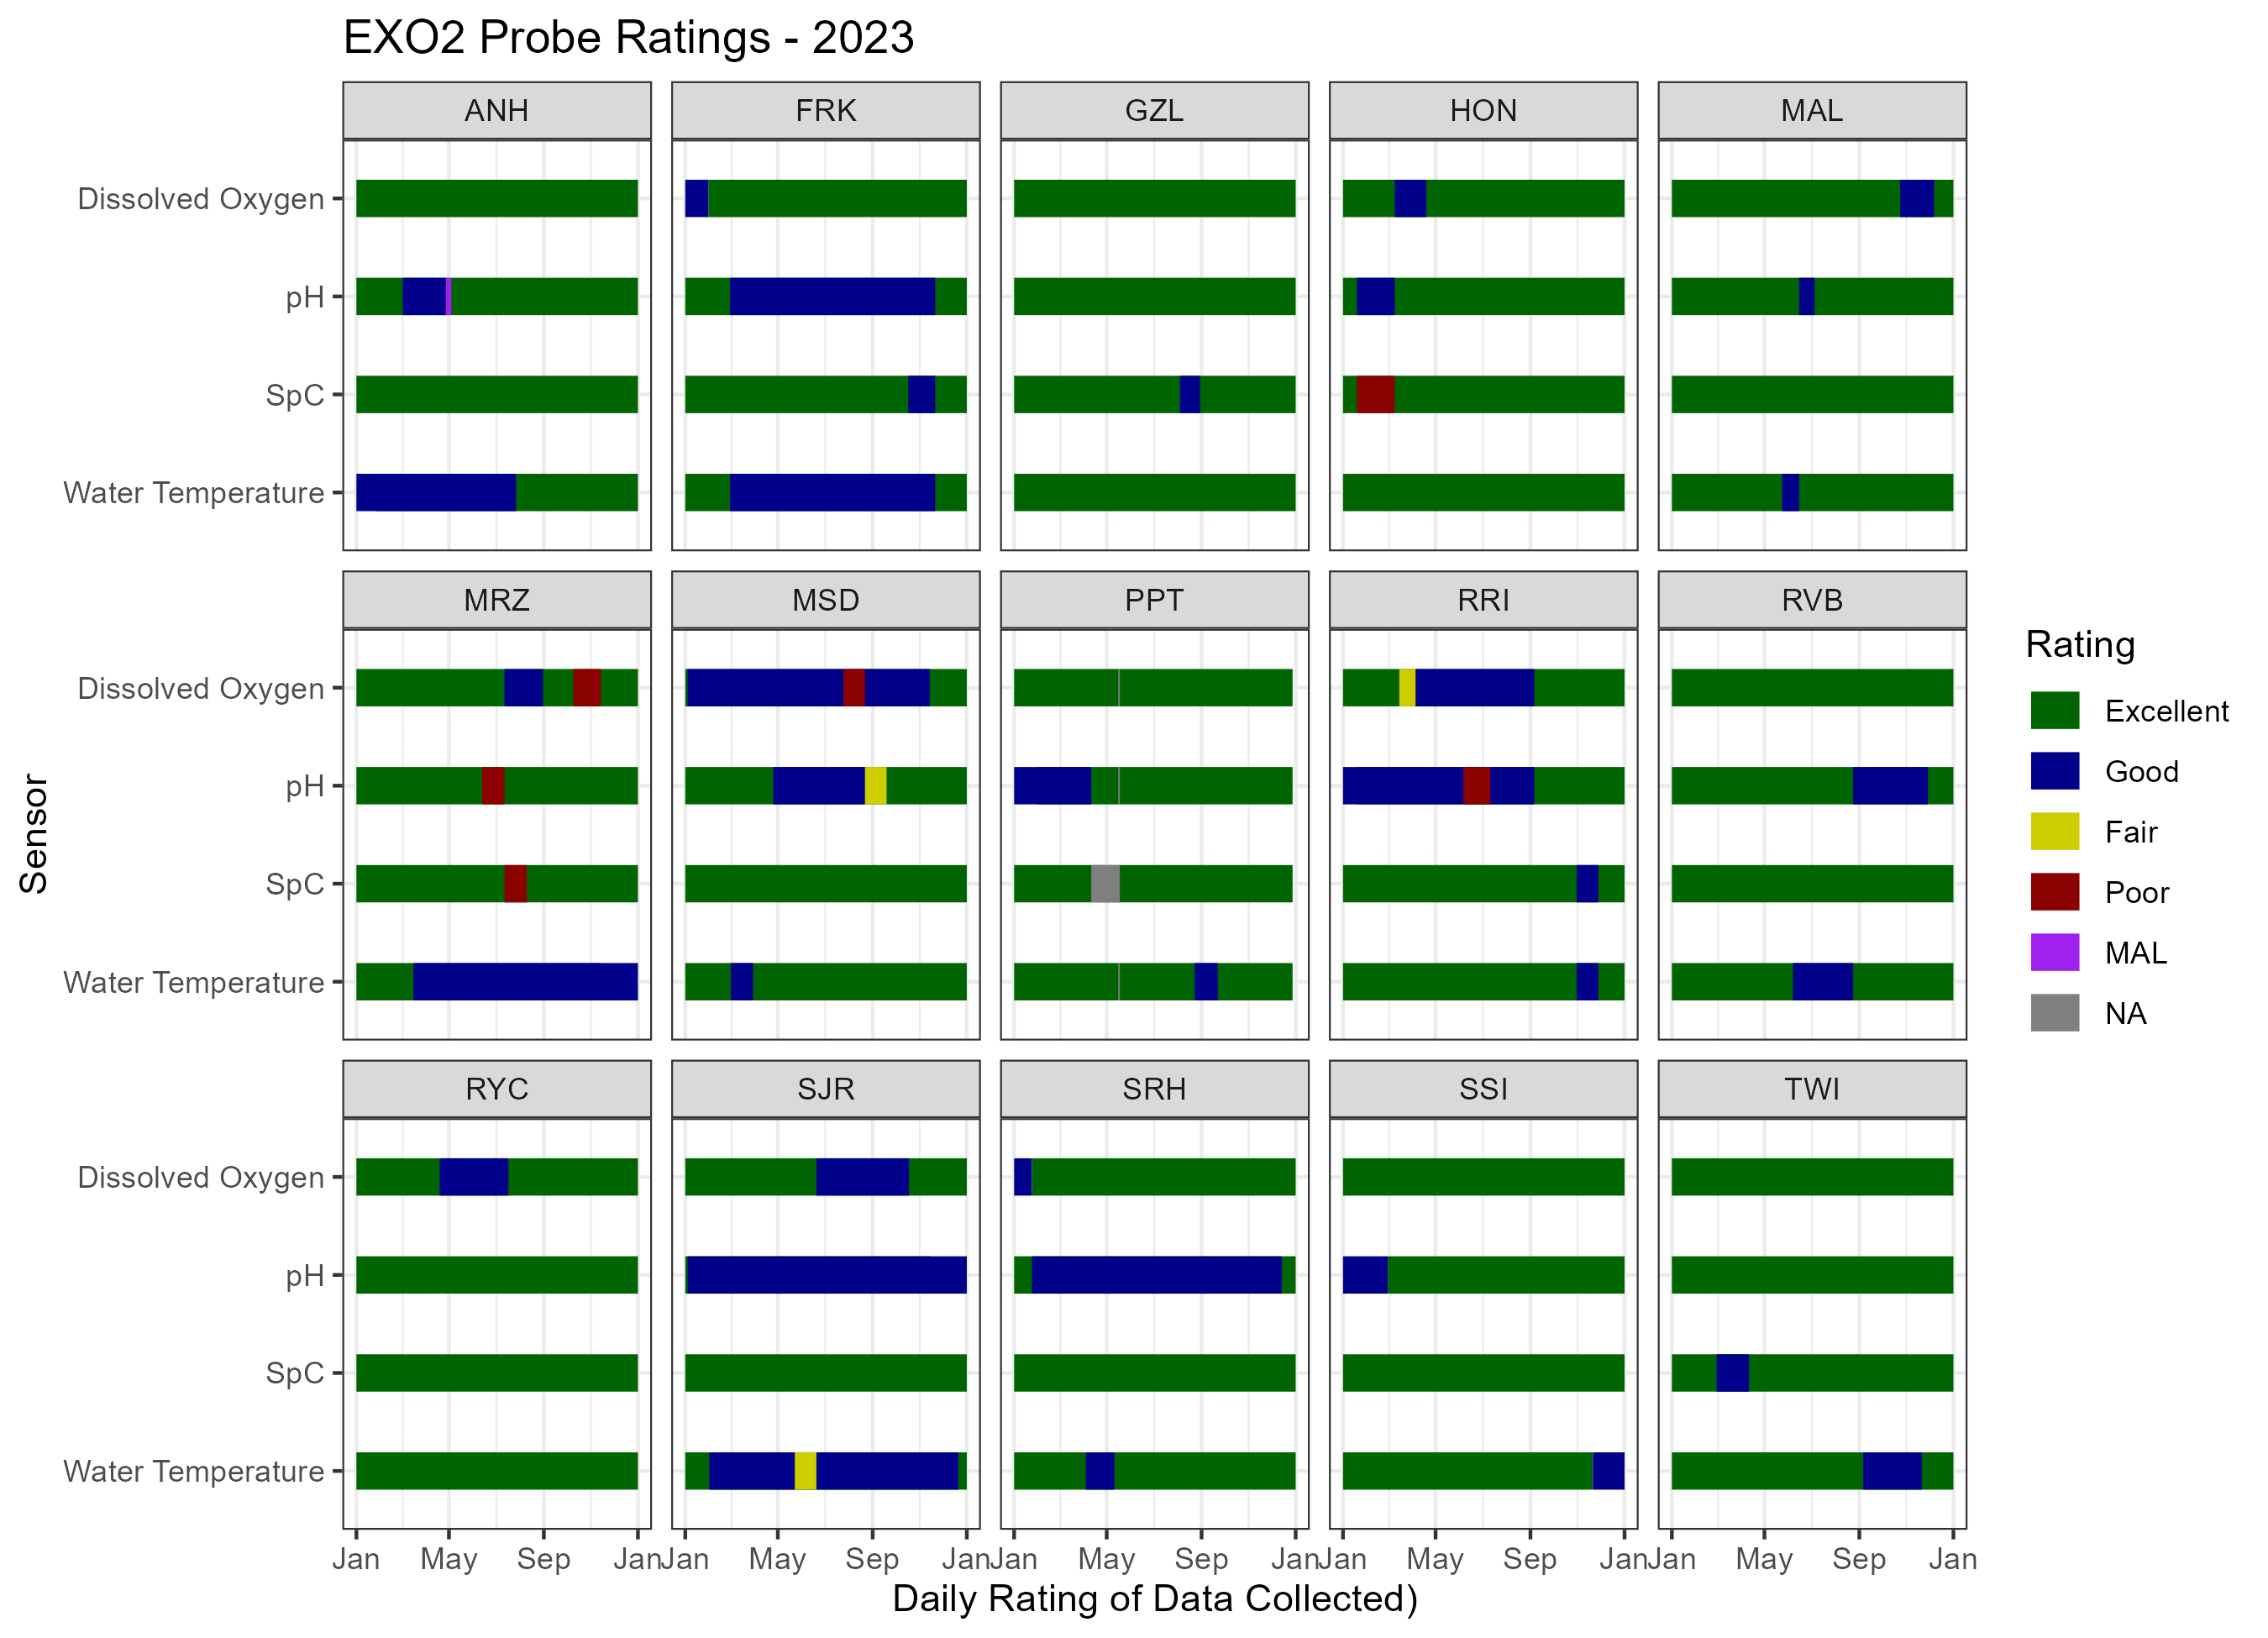 EXO2 Probe Ratings - 2023
ANH FRK GZL HON MAL
Dissolved Oxygen
pH
SpC
Water Temperature
MRZ MSD PPT RRI RVB
Dissolved Oxygen
pH
SpC
Water Temperature
RYC SJR SRH SSI TWI
Dissolved Oxygen
pH
SpC
Water Temperature
Jan May Sep Jan Jan May Sep Jan Jan May Sep Jan Jan May Sep Jan Jan May Sep Jan
Daily Rating of Data Collected)
Sensor
Rating
Excellent
Good
Fair
Poor
MAL
NA